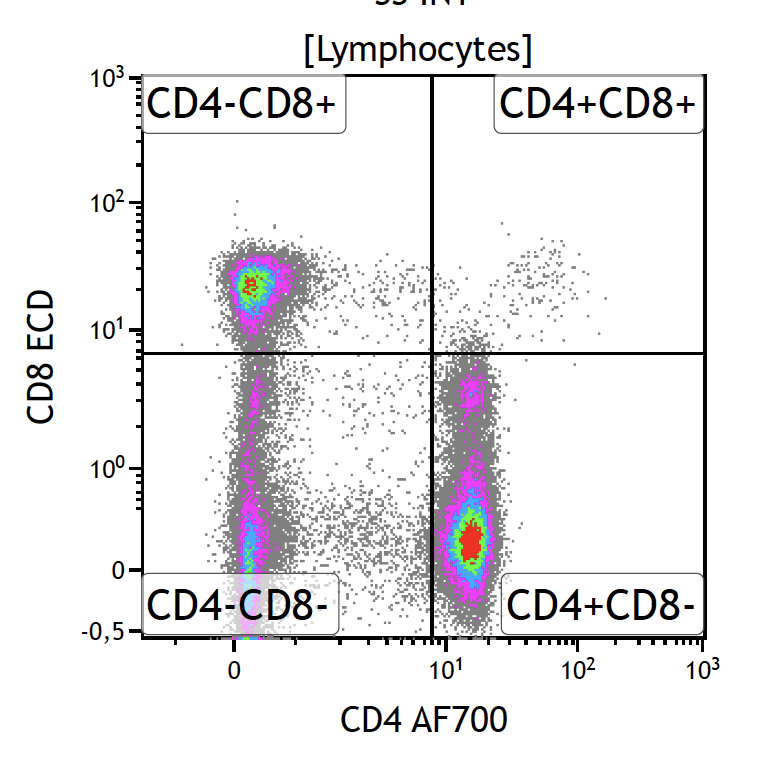 [Lymphocytes]
10³
CD4-CD8+
CD4+CD8+
10²
CD8 ECD
10¹
10⁰
0
CD4-CD8-
CD4+CD8-
-0,5
0
10¹
10²
10³
CD4 AF700